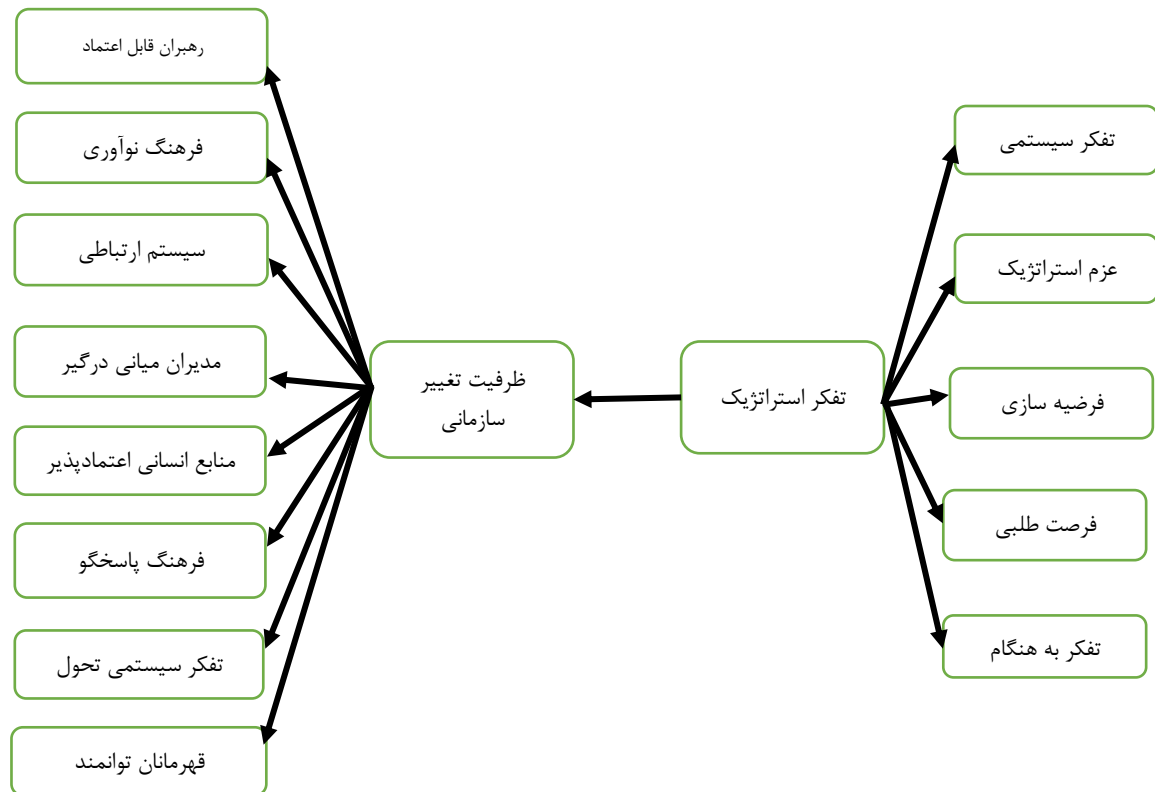 رهبران قابل اعتماد
فرهنگ نوآوری
سیستم ارتباطی
مدیران میانی درگیر
منابع انسانی اعتمادپذیر
فرهنگ پاسخگو
تفکر سیستمی تحول
قهرمانان توانمند
ظرفیت تغییر
سازمانی
تفکر استراتژیک
تفکر سیستمی
عزم استراتژیک
فرضیه سازی
فرصت طلبی
تفکر به هنگام